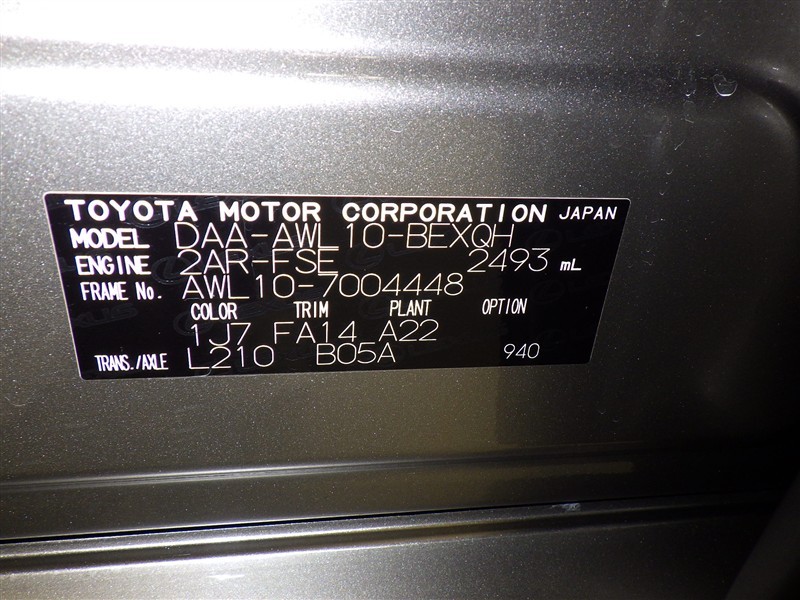 TOYOTA MOTOR CORPORATION JAPAN
MODEL DAA-AWL10-BEXQH
ENGINE 2AR-FSE 2493 mL
FRAME No. AWL10-7004448
COLOR TRIM PLANT OPTION
1J7 FA14 A22
TRANS./AXLE L210 B05A 940